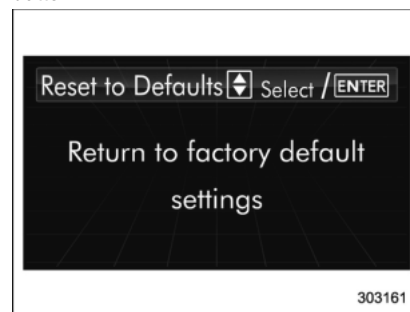 Reset to Defaults Select / ENTER
Return to factory default
settings
303161